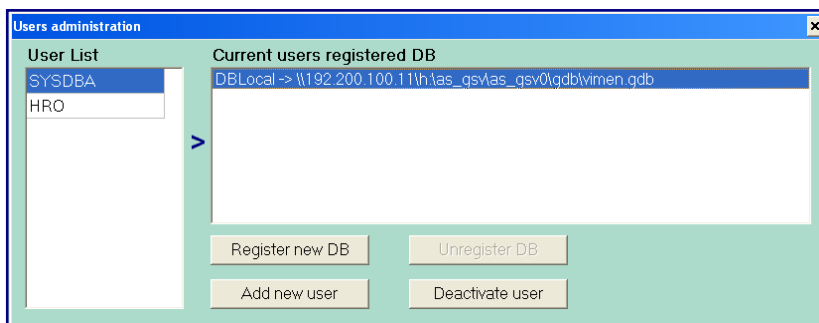 Users administration
User List
SYSDBA
HRO
>
Current users registered DB
DBLocal -> \\192.200.100.11\h:\as_gsv\as_gsv0\gdb\vimen.gdb
Register new DB
Unregister DB
Add new user
Deactivate user